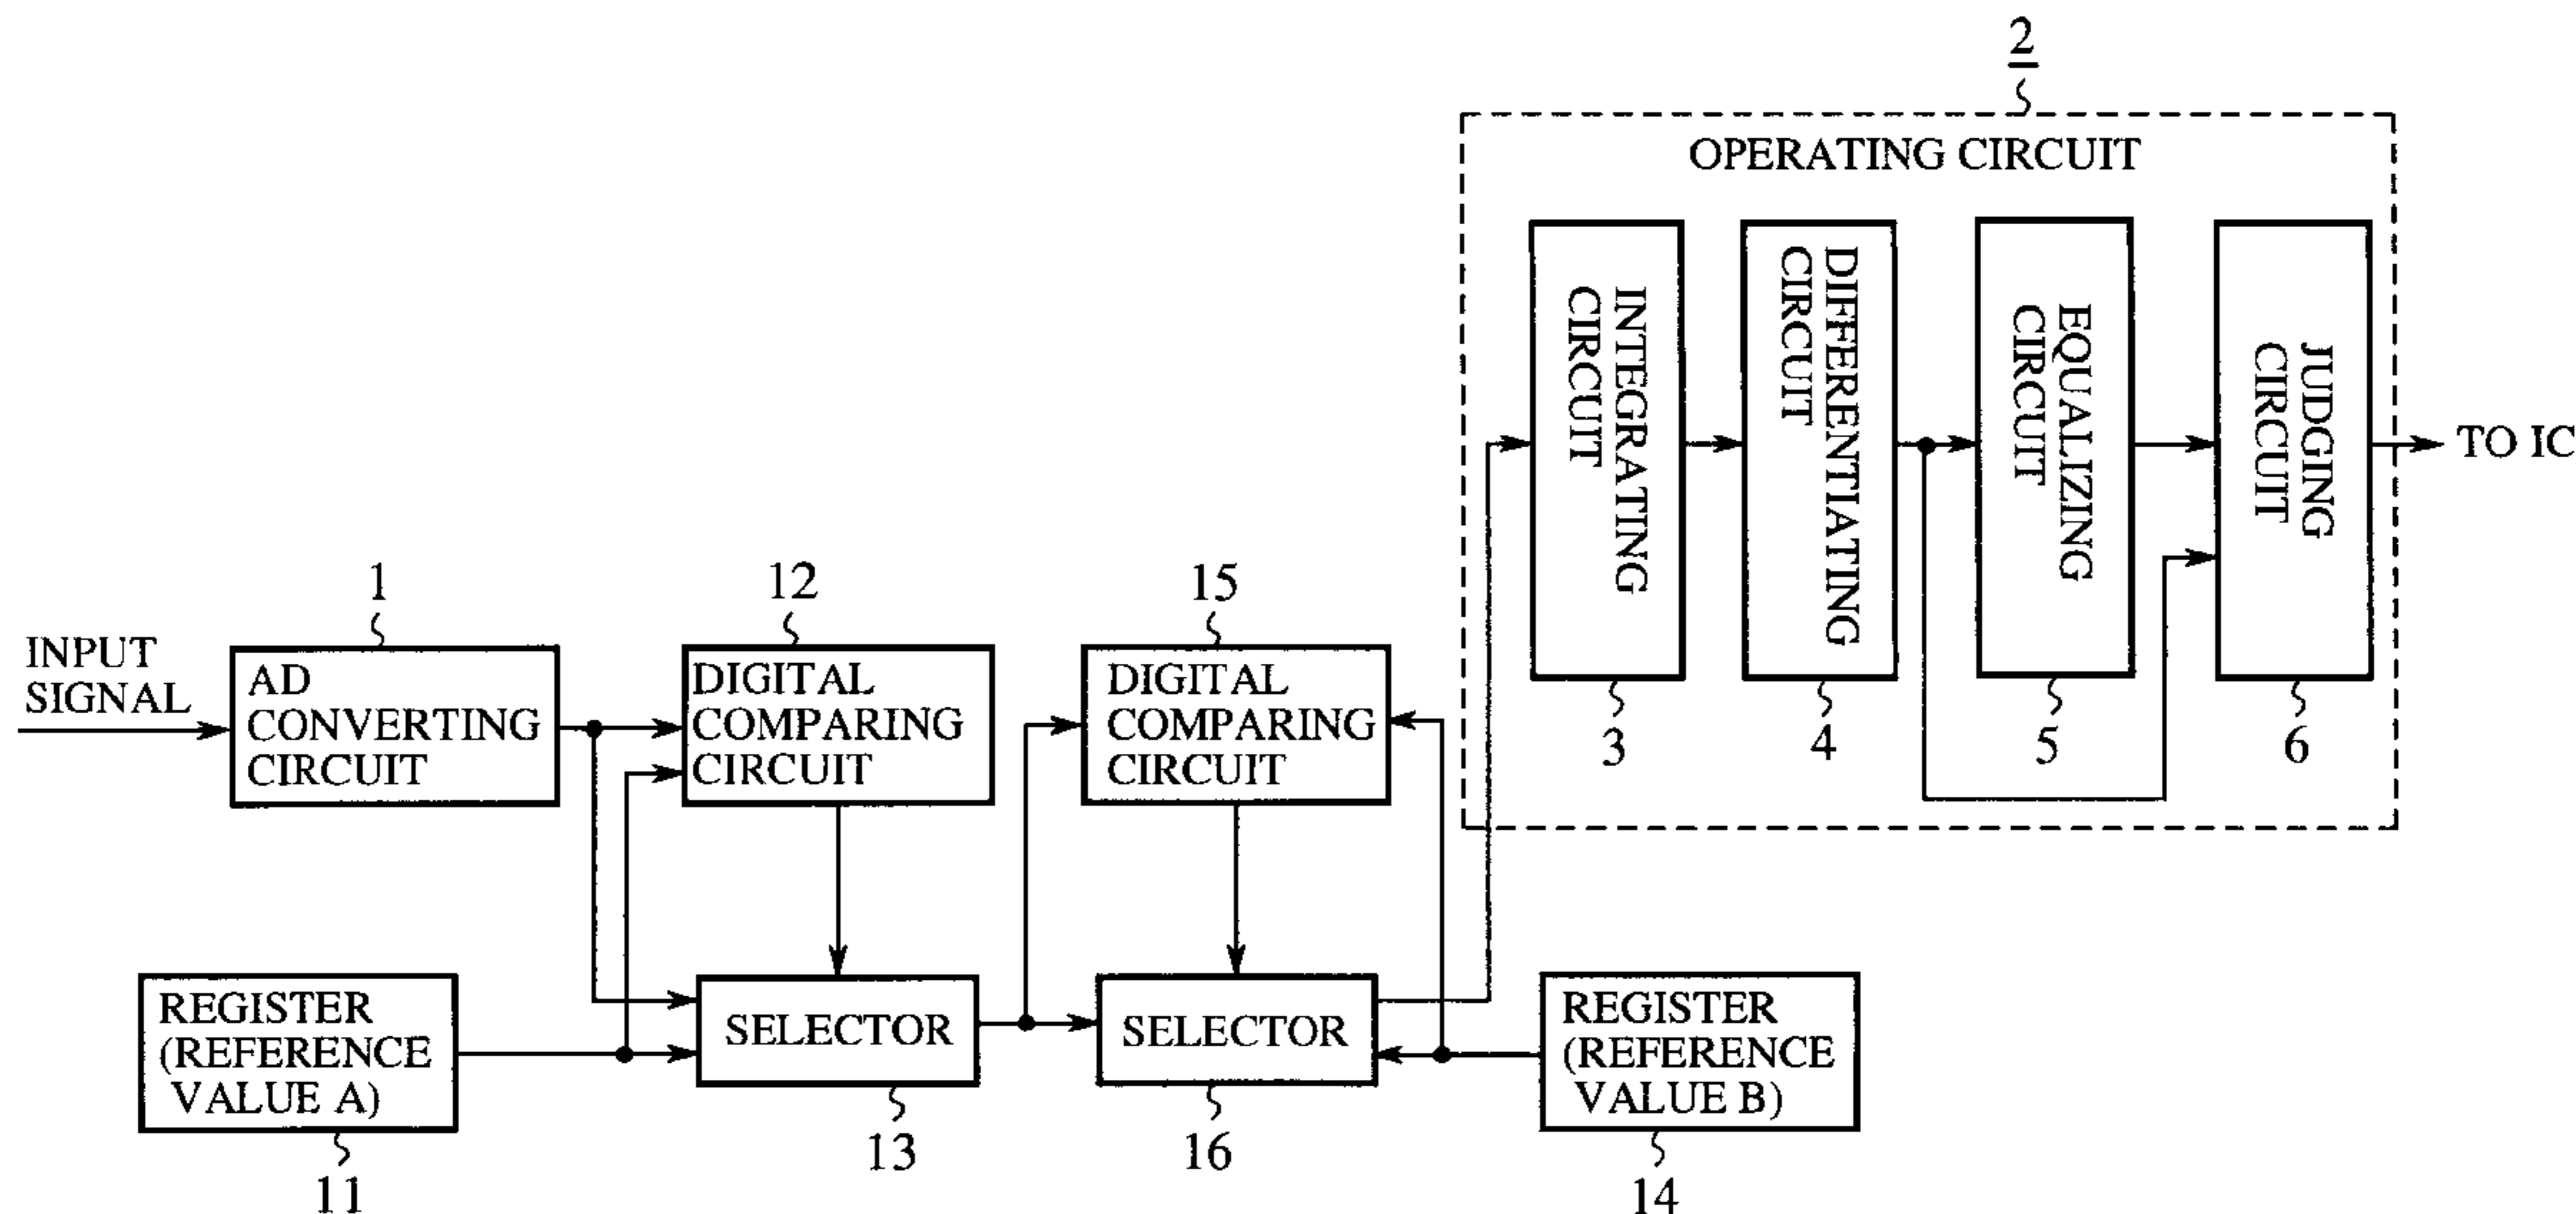 2
OPERATING CIRCUIT
INTEGRATING
CIRCUIT
DIFFERENTIATING
CIRCUIT
EQUALIZING
CIRCUIT
JUDGING
CIRCUIT
TO IC
3
4
5
6
1
12
15
INPUT
SIGNAL
AD
CONVERTING
CIRCUIT
DIGITAL
COMPARING
CIRCUIT
DIGITAL
COMPARING
CIRCUIT
REGISTER
(REFERENCE
VALUE A)
SELECTOR
SELECTOR
REGISTER
(REFERENCE
VALUE B)
11
13
16
14